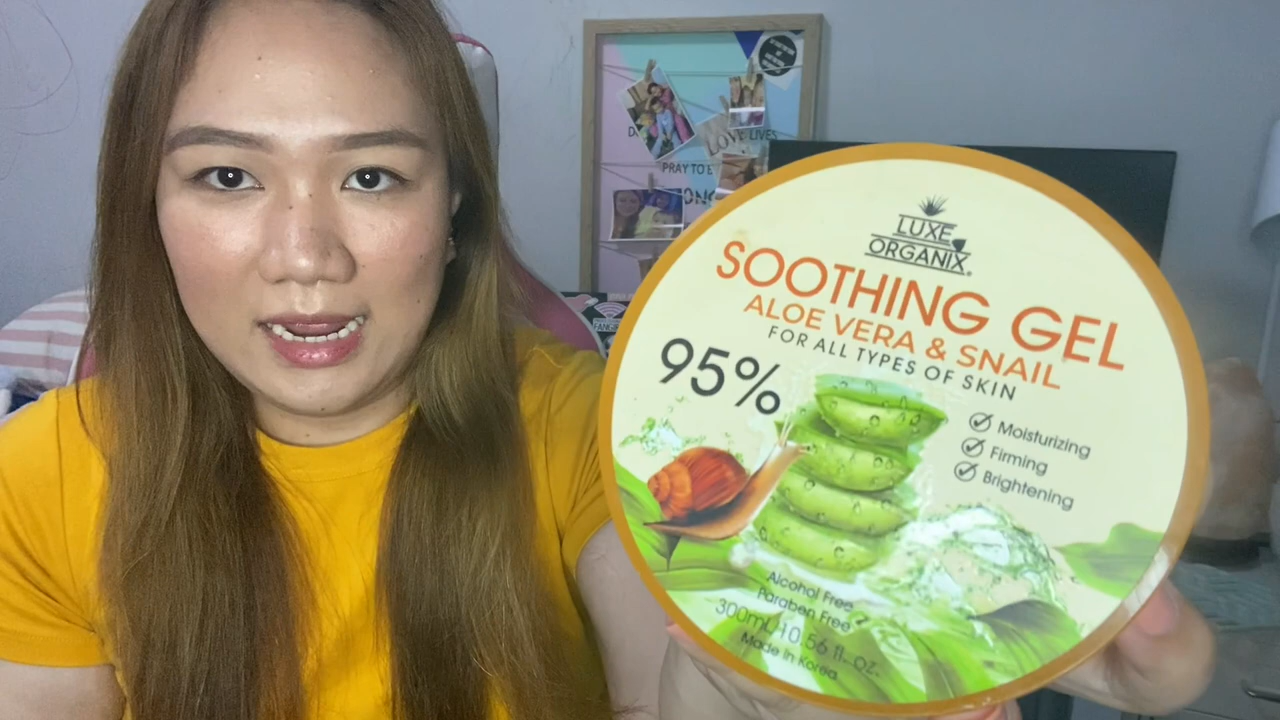 LOVE LIVES
PRAY TO
LUXE
ORGANIX
SOOTHING GEL
ALOE VERA & SNAIL
FOR ALL TYPES OF SKIN
95%
Moisturizing
Firming
Brightening
Alcohol Free
Paraben Free
300mL/10.56 fl. oz.
Made in Korea